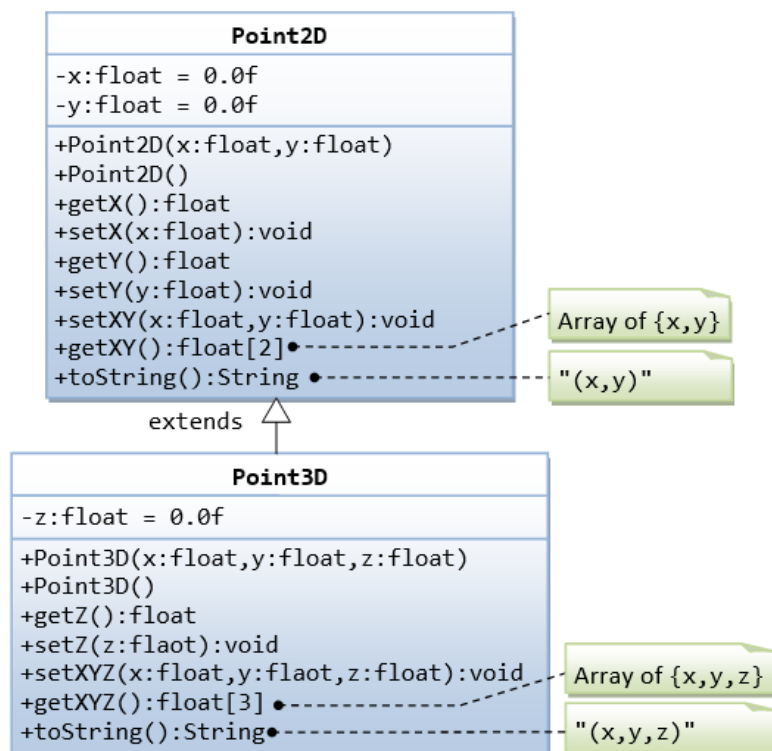 Point2D
-x:float = 0.0f
-y:float = 0.0f
+Point2D(x:float,y:float)
+Point2D()
+getX():float
+setX(x:float):void
+getY():float
+setY(y:float):void
+setXY(x:float,y:float):void
+getXY():float[2]
Array of {x,y}
+toString():String
"(x,y)"
extends
Point3D
-z:float = 0.0f
+Point3D(x:float,y:float,z:float)
+Point3D()
+getZ():float
+setZ(z:flaot):void
+setXYZ(x:float,y:flaot,z:float):void
+getXYZ():float[3]
Array of {x,y,z}
+toString():String
"(x,y,z)"